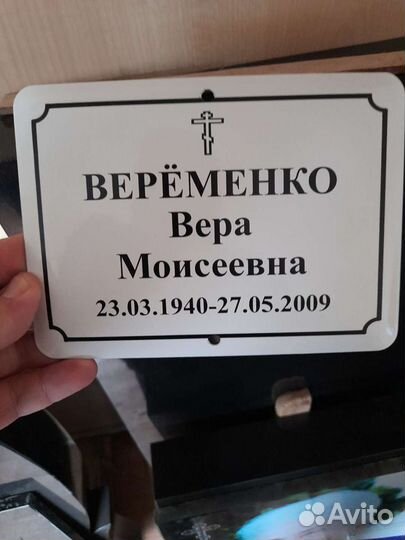 ВЕРЁМЕНКО
Вера
Моисеевна
23.03.1940-27.05.2009
Avito